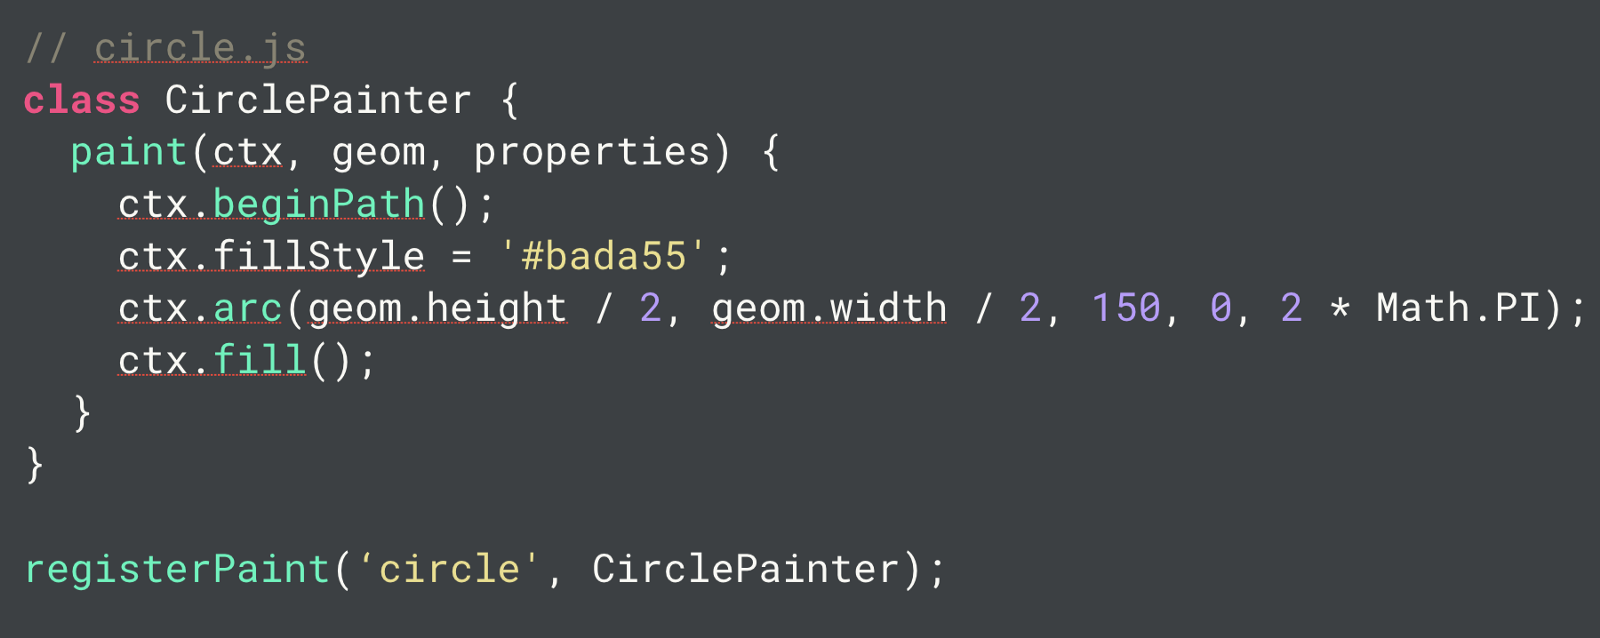 // circle.js
class CirclePainter {
  paint(ctx, geom, properties) {
    ctx.beginPath();
    ctx.fillStyle = '#bada55';
    ctx.arc(geom.height / 2, geom.width / 2, 150, 0, 2 * Math.PI);
    ctx.fill();
  }
}

registerPaint(‘circle', CirclePainter);